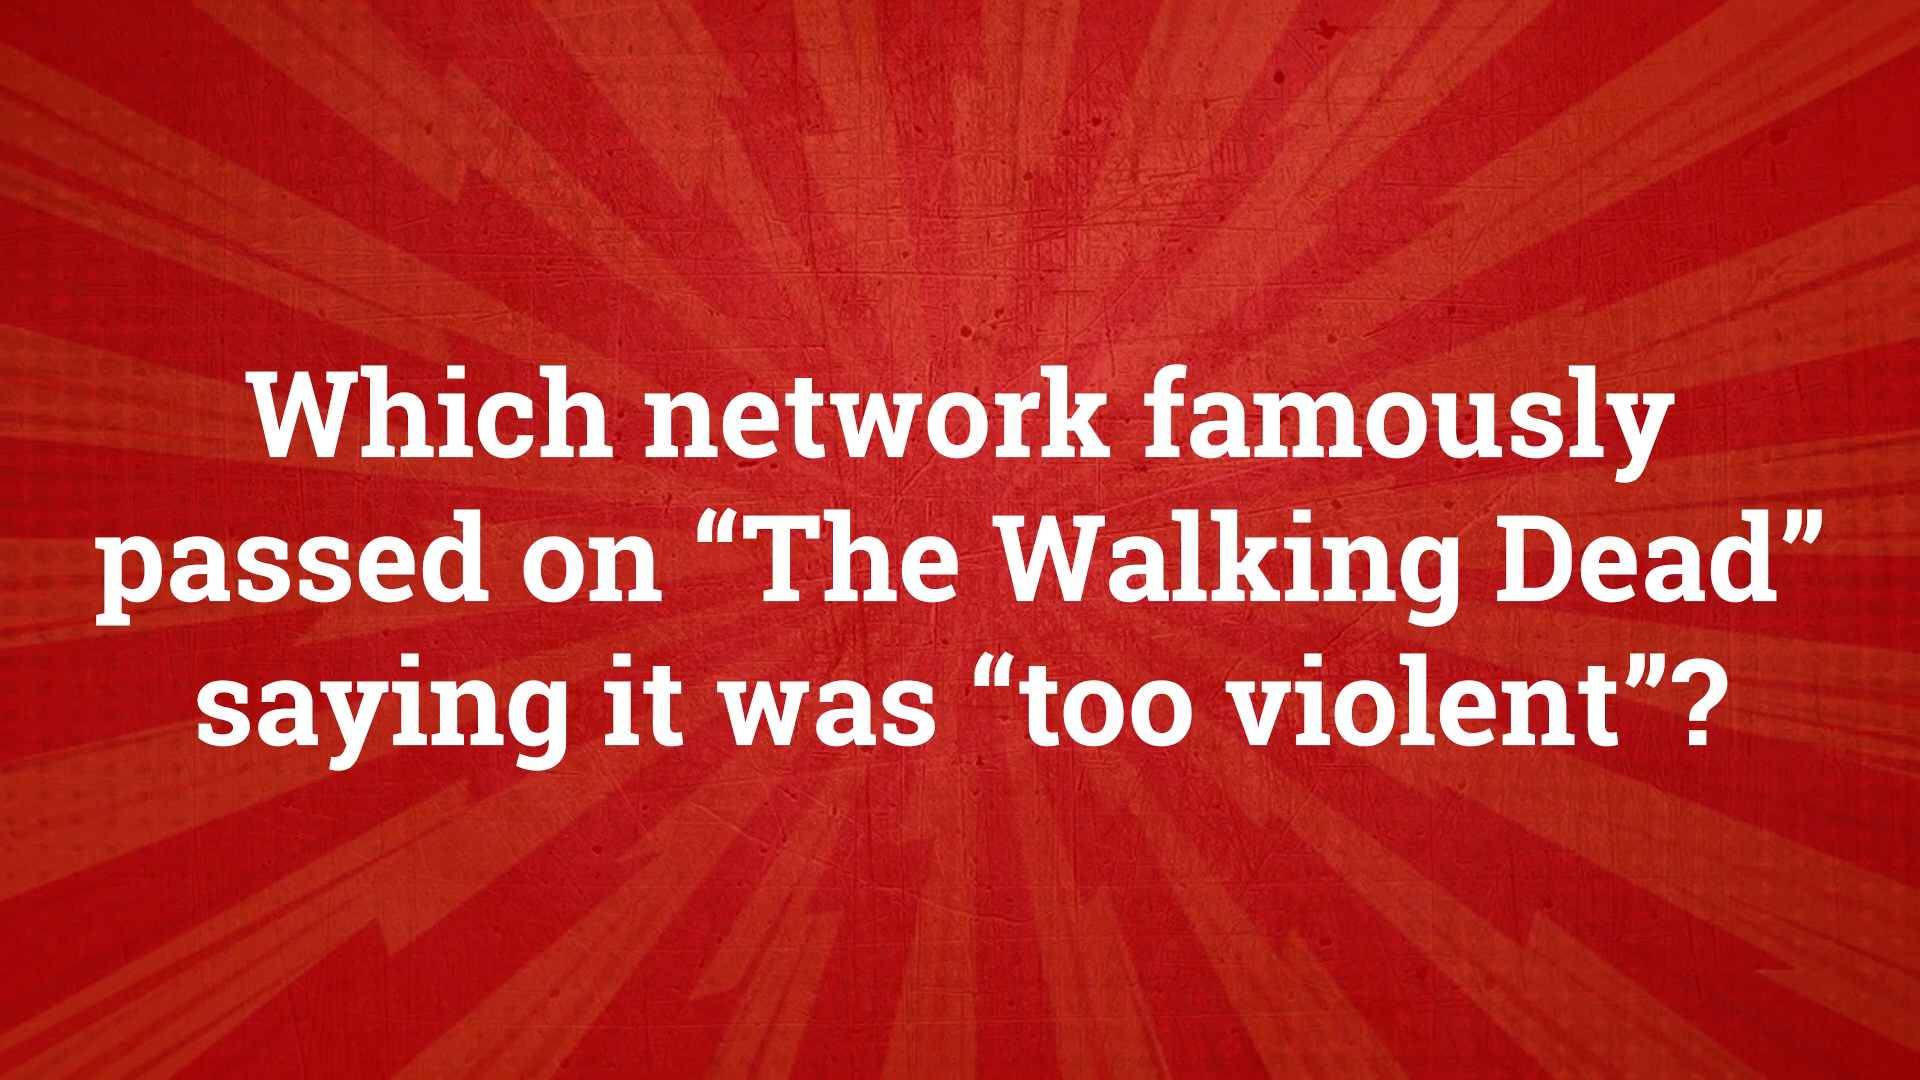 Which network famously
passed on “The Walking Dead”
saying it was “too violent”?